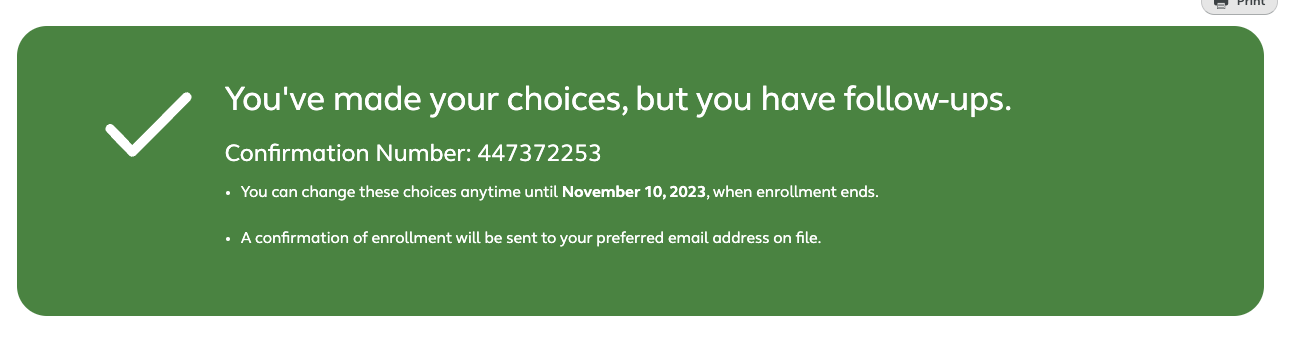 Print
You've made your choices, but you have follow-ups.
Confirmation Number: 447372253
• You can change these choices anytime until November 10, 2023, when enrollment ends.
• A confirmation of enrollment will be sent to your preferred email address on file.